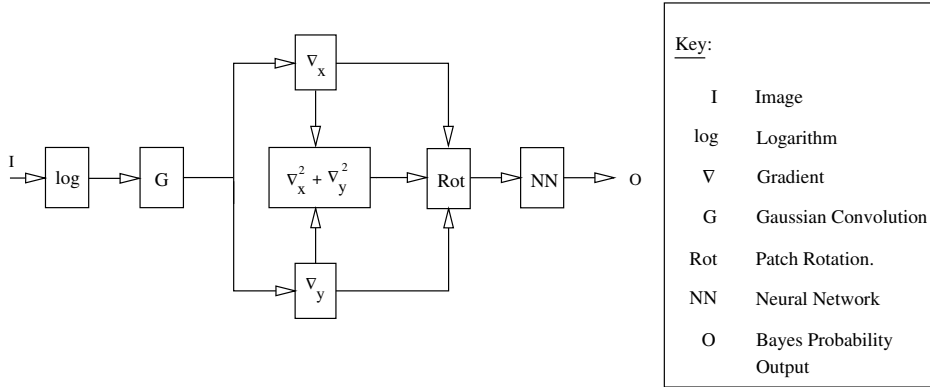 I
log
G
∇x
∇x² + ∇y²
∇y
Rot
NN
O
Key:
I Image
log Logarithm
∇ Gradient
G Gaussian Convolution
Rot Patch Rotation.
NN Neural Network
O Bayes Probability
Output